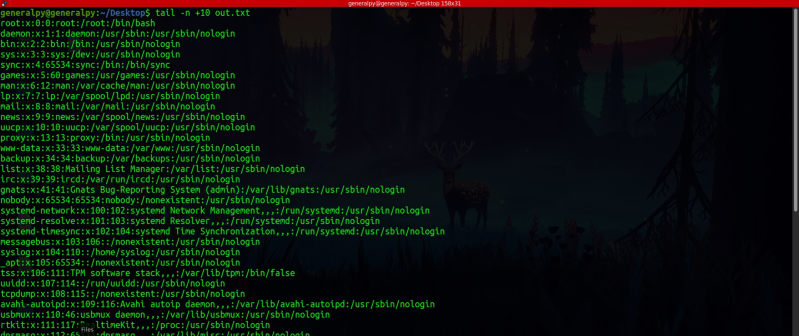 generalpy@generalpy: ~/Desktop 158x31
generalpy@generalpy:~/Desktop$ tail -n +10 out.txt
root:x:0:0:root:/root:/bin/bash
daemon:x:1:1:daemon:/usr/sbin:/usr/sbin/nologin
bin:x:2:2:bin:/bin:/usr/sbin/nologin
sys:x:3:3:sys:/dev:/usr/sbin/nologin
sync:x:4:65534:sync:/bin:/bin/sync
games:x:5:60:games:/usr/games:/usr/sbin/nologin
man:x:6:12:man:/var/cache/man:/usr/sbin/nologin
lp:x:7:7:lp:/var/spool/lpd:/usr/sbin/nologin
mail:x:8:8:mail:/var/mail:/usr/sbin/nologin
news:x:9:9:news:/var/spool/news:/usr/sbin/nologin
uucp:x:10:10:uucp:/var/spool/uucp:/usr/sbin/nologin
proxy:x:13:13:proxy:/bin:/usr/sbin/nologin
www-data:x:33:33:www-data:/var/www:/usr/sbin/nologin
backup:x:34:34:backup:/var/backups:/usr/sbin/nologin
list:x:38:38:Mailing List Manager:/var/list:/usr/sbin/nologin
irc:x:39:39:ircd:/var/run/ircd:/usr/sbin/nologin
gnats:x:41:41:Gnats Bug-Reporting System (admin):/var/lib/gnats:/usr/sbin/nologin
nobody:x:65534:65534:nobody:/nonexistent:/usr/sbin/nologin
systemd-network:x:100:102:systemd Network Management,,,:/run/systemd:/usr/sbin/nologin
systemd-resolve:x:101:103:systemd Resolver,,,:/run/systemd:/usr/sbin/nologin
systemd-timesync:x:102:104:systemd Time Synchronization,,,:/run/systemd:/usr/sbin/nologin
messagebus:x:103:106::/nonexistent:/usr/sbin/nologin
syslog:x:104:110::/home/syslog:/usr/sbin/nologin
_apt:x:105:65534::/nonexistent:/usr/sbin/nologin
tss:x:106:111:TPM software stack,,,:/var/lib/tpm:/bin/false
uuidd:x:107:114::/run/uuidd:/usr/sbin/nologin
tcpdump:x:108:115::/nonexistent:/usr/sbin/nologin
avahi-autoipd:x:109:116:Avahi autoip daemon,,,:/var/lib/avahi-autoipd:/usr/sbin/nologin
usbmux:x:110:46:usbmux daemon,,,:/var/lib/usbmux:/usr/sbin/nologin
rtkit:x:111:117: ltimeKit,,,:/proc:/usr/sbin/nologin
files